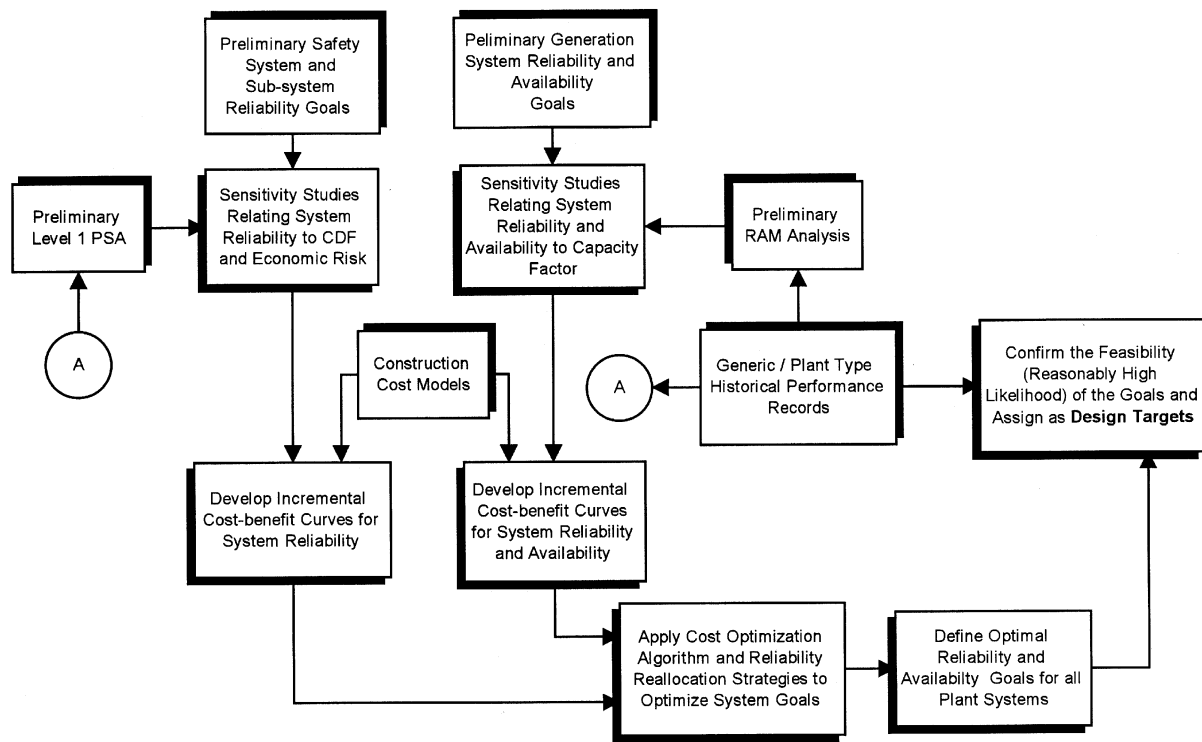 Preliminary Safety
System and
Sub-system
Reliability Goals
Peliminary Generation
System Reliability and
Availability
Goals
Preliminary
Level 1 PSA
Sensitivity Studies
Relating System
Reliability to CDF
and Economic Risk
Sensitivity Studies
Relating System
Reliability and
Availability to Capacity
Factor
Preliminary
RAM Analysis
A
Construction
Cost Models
A
Generic / Plant Type
Historical Performance
Records
Confirm the Feasibility
(Reasonably High
Likelihood) of the Goals and
Assign as Design Targets
Develop Incremental
Cost-benefit Curves for
System Reliability
Develop Incremental
Cost-benefit Curves
for System Reliability
and Availability
Apply Cost Optimization
Algorithm and Reliability
Reallocation Strategies to
Optimize System Goals
Define Optimal
Reliability and
Availabilty Goals for all
Plant Systems